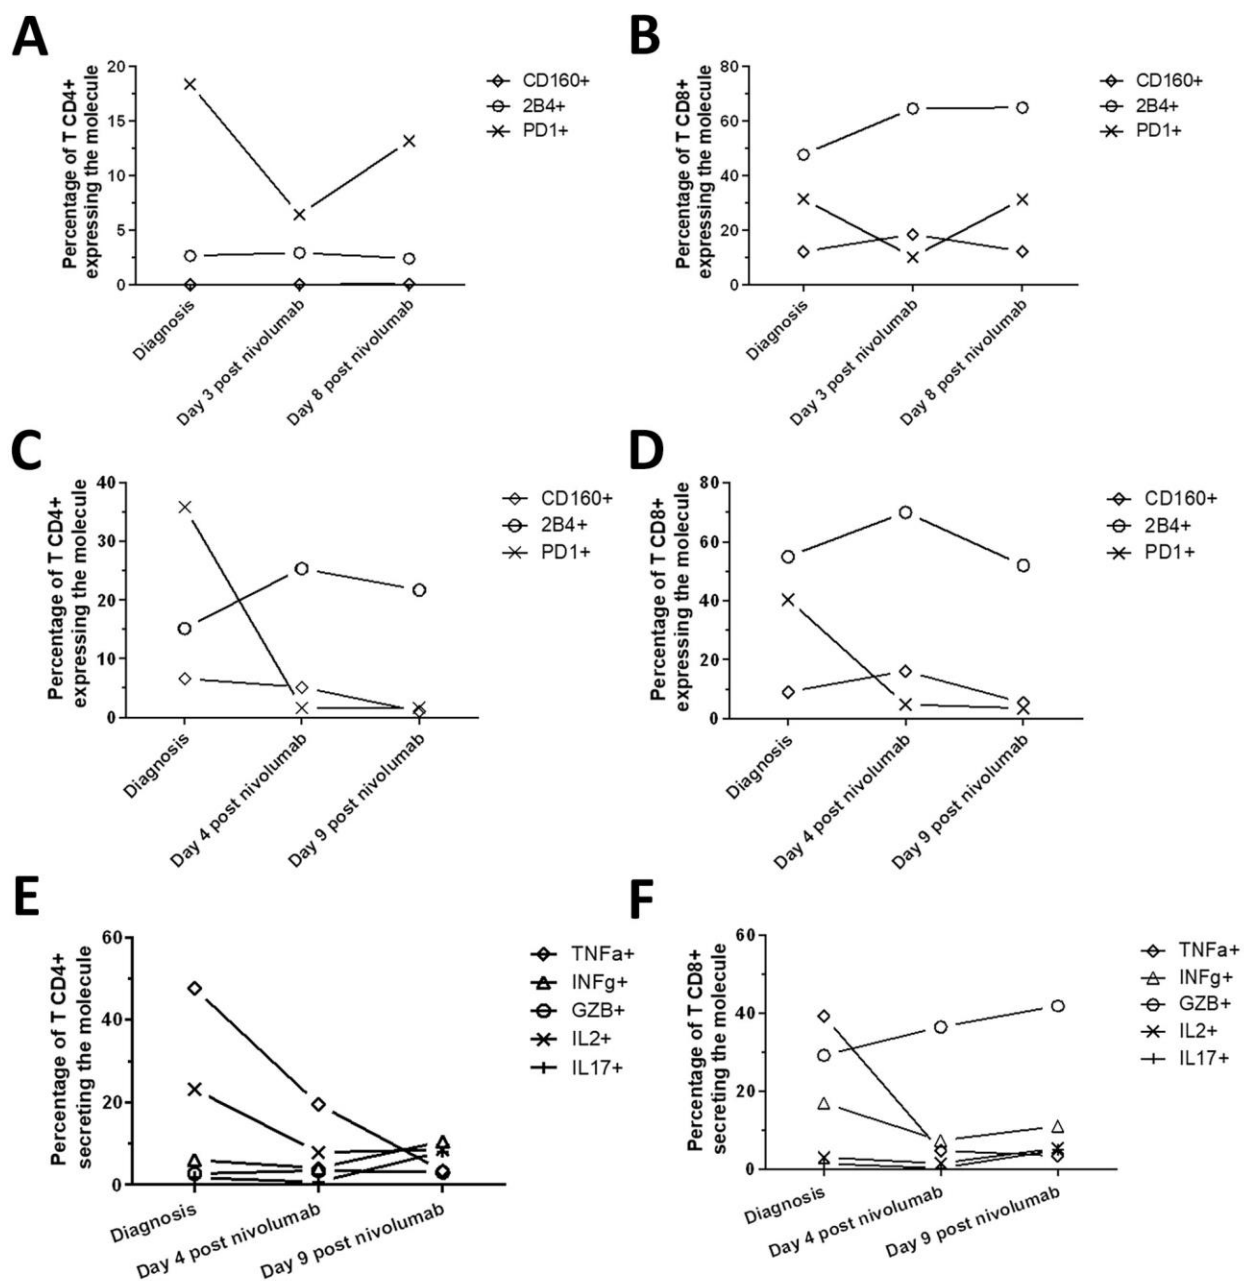 A
Percentage of T CD4+
expressing the molecule
20
15
10
5
0
Diagnosis
Day 3 post nivolumab
Day 8 post nivolumab
CD160+
2B4+
PD1+
B
Percentage of T CD8+
expressing the molecule
80
60
40
20
0
Diagnosis
Day 3 post nivolumab
Day 8 post nivolumab
CD160+
2B4+
PD1+
C
Percentage of T CD4+
expressing the molecule
40
30
20
10
0
Diagnosis
Day 4 post nivolumab
Day 9 post nivolumab
CD160+
2B4+
PD1+
D
Percentage of T CD8+
expressing the molecule
80
60
40
20
0
Diagnosis
Day 4 post nivolumab
Day 9 post nivolumab
CD160+
2B4+
PD1+
E
Percentage of T CD4+
secreting the molecule
60
40
20
0
Diagnosis
Day 4 post nivolumab
Day 9 post nivolumab
TNFa+
INFg+
GZB+
IL2+
IL17+
F
Percentage of T CD8+
secreting the molecule
60
40
20
0
Diagnosis
Day 4 post nivolumab
Day 9 post nivolumab
TNFa+
INFg+
GZB+
IL2+
IL17+